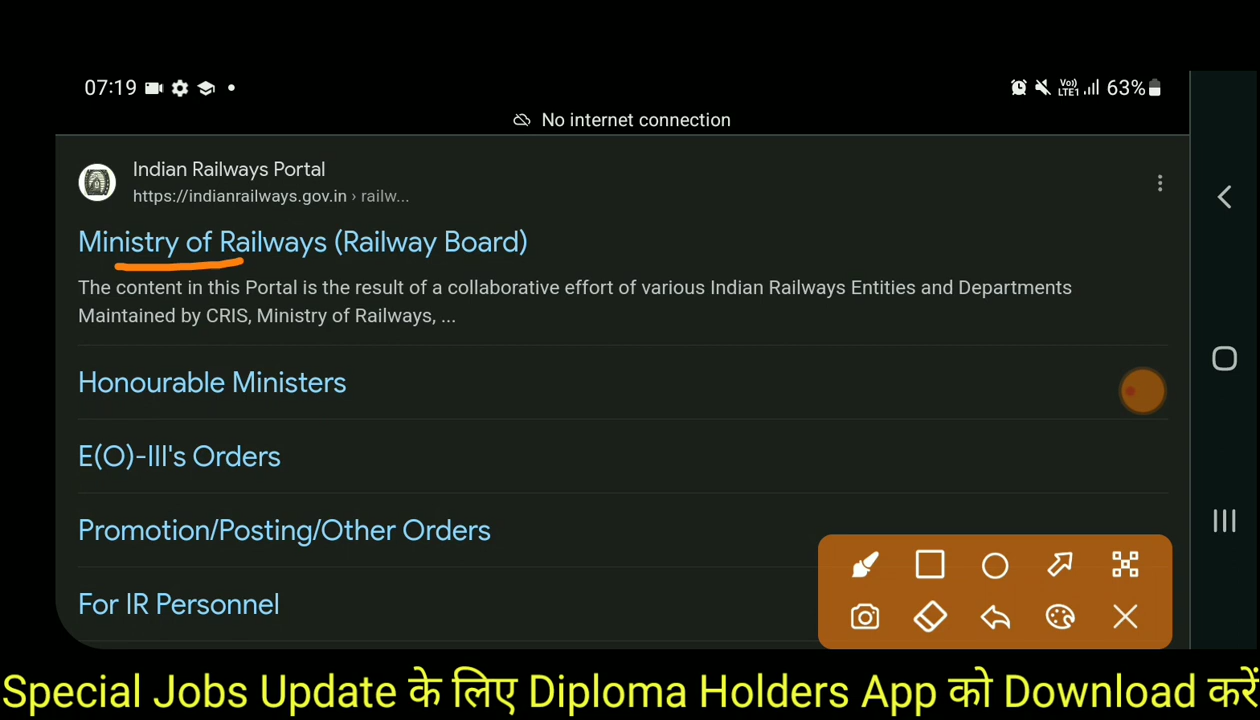 07:19
Vo)) LTE1 63%
No internet connection
Indian Railways Portal
https://indianrailways.gov.in › railw...
Ministry of Railways (Railway Board)
The content in this Portal is the result of a collaborative effort of various Indian Railways Entities and Departments
Maintained by CRIS, Ministry of Railways, ...
Honourable Ministers
E(O)-III's Orders
Promotion/Posting/Other Orders
For IR Personnel
Special Jobs Update के लिए Diploma Holders App को Download करें